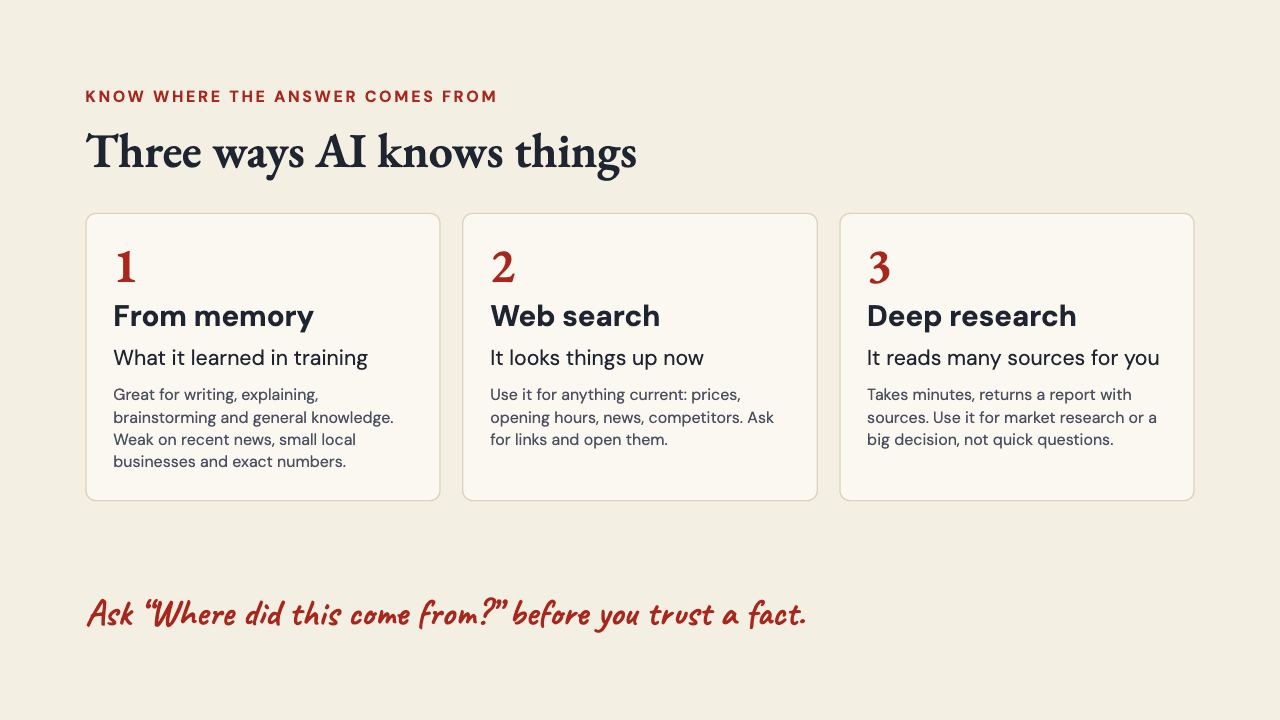 KNOW WHERE THE ANSWER COMES FROM
Three ways AI knows things
1
From memory
What it learned in training
Great for writing, explaining,
brainstorming and general knowledge.
Weak on recent news, small local
businesses and exact numbers.
2
Web search
It looks things up now
Use it for anything current: prices,
opening hours, news, competitors. Ask
for links and open them.
3
Deep research
It reads many sources for you
Takes minutes, returns a report with
sources. Use it for market research or a
big decision, not quick questions.
Ask “Where did this come from?” before you trust a fact.